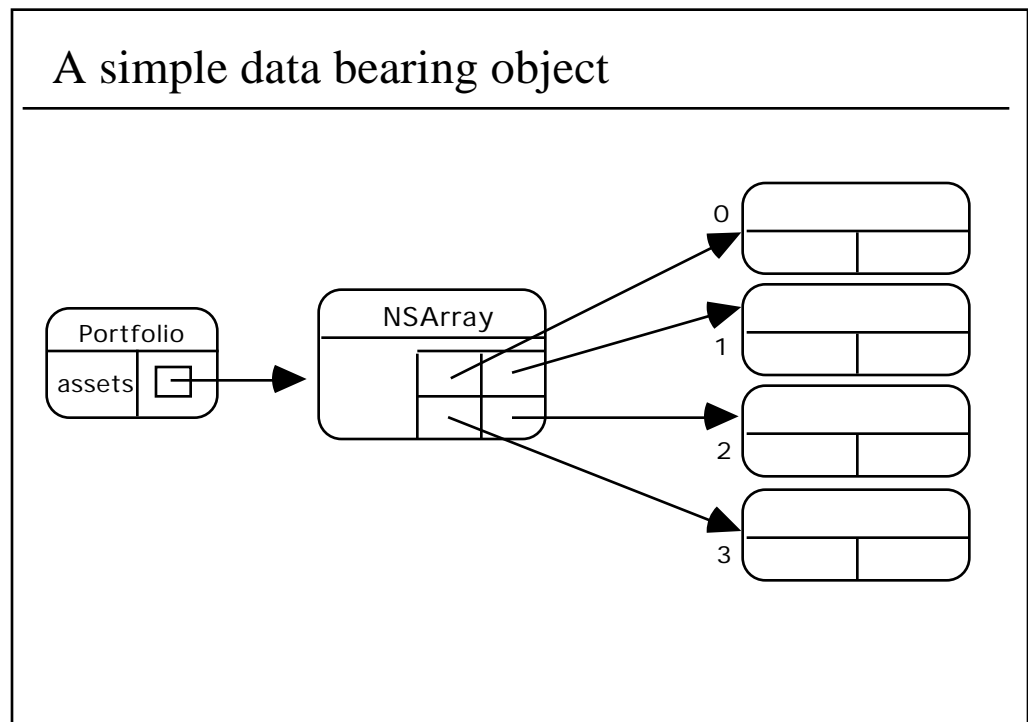 A simple data bearing object
Portfolio
assets
NSArray
0
1
2
3